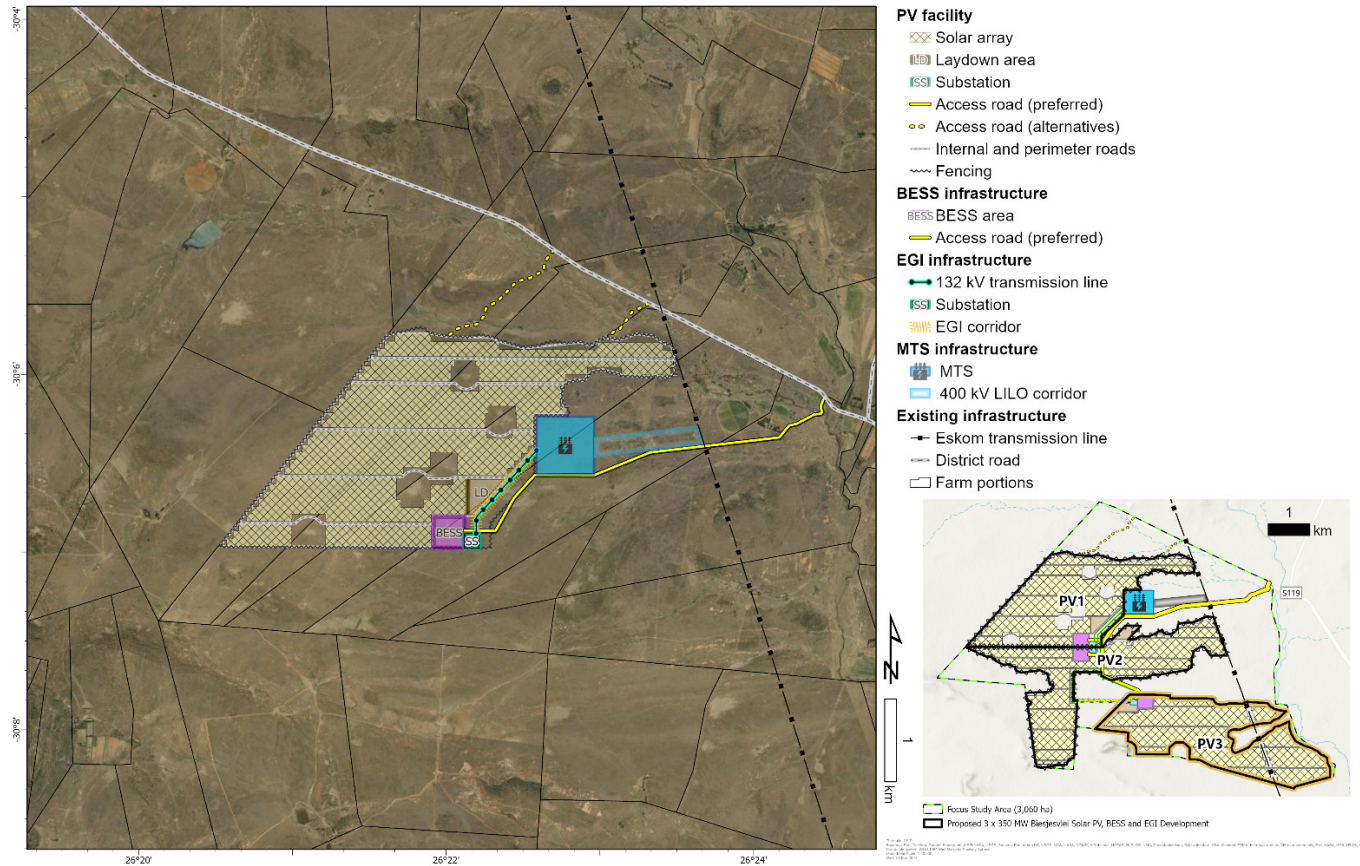 -30°4'
-30°6'
-30°8'
26°20'
26°22'
26°24'
LD
BESS
SS
N
1
km
PV facility
Solar array
LD Laydown area
SS Substation
Access road (preferred)
Access road (alternatives)
Internal and perimeter roads
Fencing
BESS infrastructure
BESS BESS area
Access road (preferred)
EGI infrastructure
132 kV transmission line
SS Substation
EGI corridor
MTS infrastructure
MTS
400 kV LILO corridor
Existing infrastructure
Eskom transmission line
District road
Farm portions
1
km
PV1
S119
PV2
PV3
Focus Study Area (3,060 ha)
Proposed 3 x 350 MW Biesjesvlei Solar PV, BESS and EGI Development